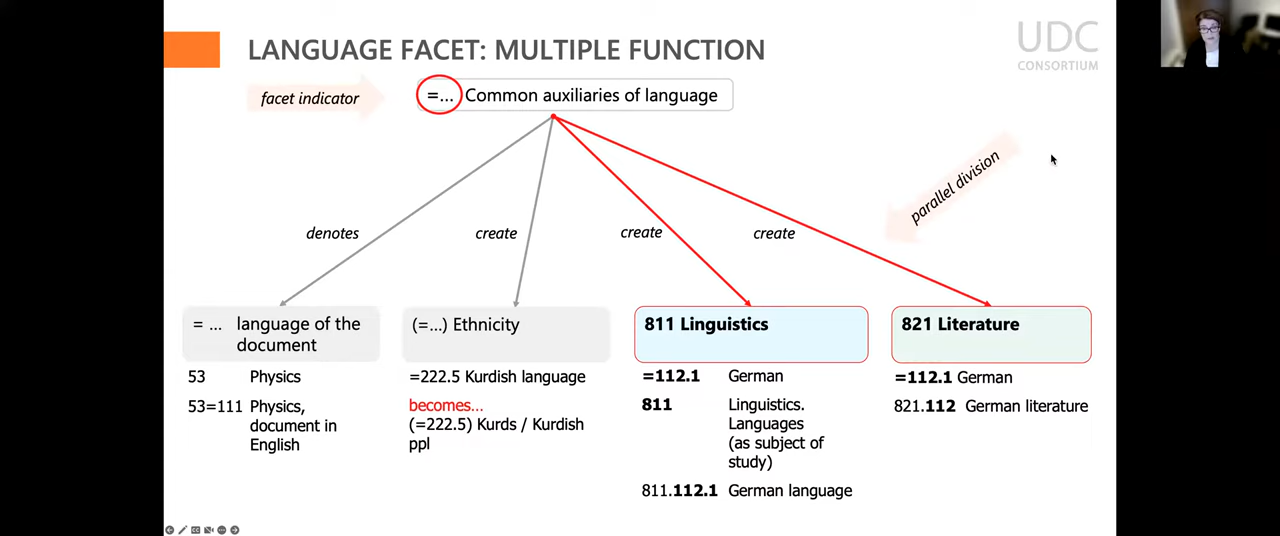 LANGUAGE FACET: MULTIPLE FUNCTION
UDC
CONSORTIUM
facet indicator
=... Common auxiliaries of language
parallel division
denotes
create
create
create
= ... language of the
document
53 Physics
53=111 Physics,
document in
English
(=...) Ethnicity
=222.5 Kurdish language
becomes...
(=222.5) Kurds / Kurdish
ppl
811 Linguistics
=112.1 German
811 Linguistics.
Languages
(as subject of
study)
811.112.1 German language
821 Literature
=112.1 German
821.112 German literature